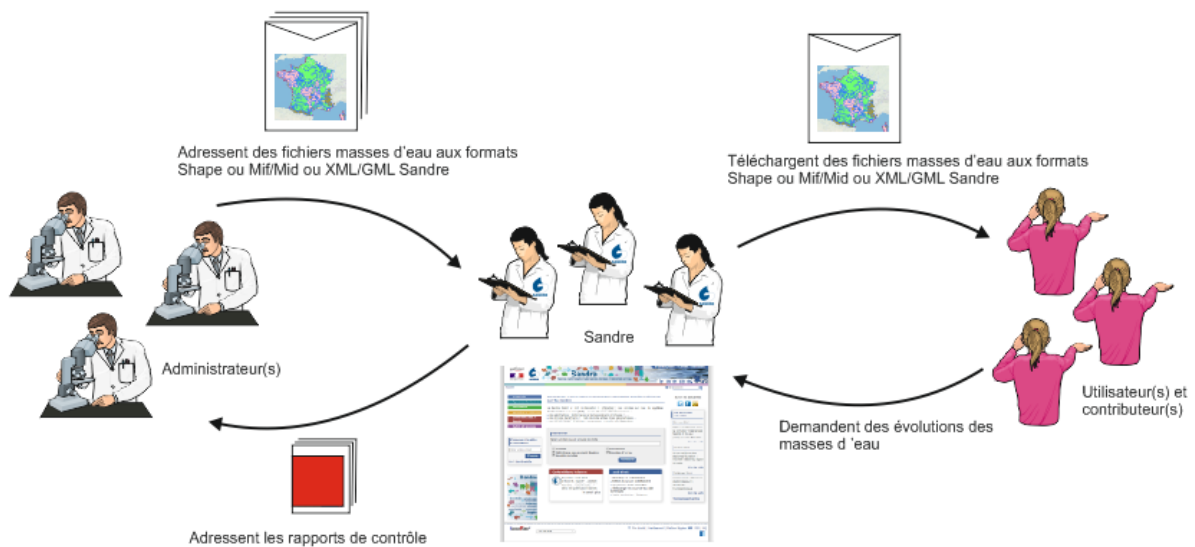 Adressent des fichiers masses d'eau aux formats
Shape ou Mif/Mid ou XML/GML Sandre
Téléchargent des fichiers masses d'eau aux formats
Shape ou Mif/Mid ou XML/GML Sandre
Sandre
Administrateur(s)
Sandre
Utilisateur(s) et
contributeur(s)
Demandent des évolutions des
masses d 'eau
Adressent les rapports de contrôle